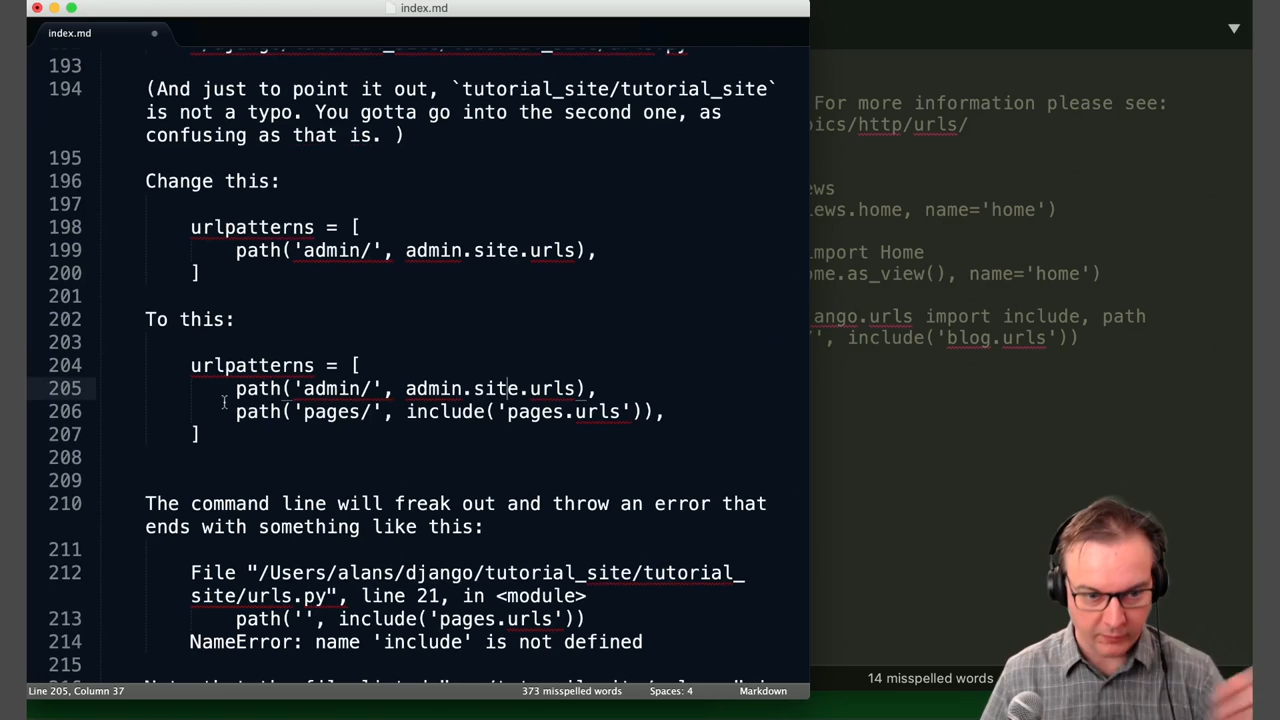 index.md
index.md
193
194 (And just to point it out, `tutorial_site/tutorial_site`
is not a typo. You gotta go into the second one, as
confusing as that is. )
195
196 Change this:
197
198 urlpatterns = [
199 path('admin/', admin.site.urls),
200 ]
201
202 To this:
203
204 urlpatterns = [
205 path('admin/', admin.site.urls),
206 path('pages/', include('pages.urls')),
207 ]
208
209
210 The command line will freak out and throw an error that
ends with something like this:
211
212 File "/Users/alans/django/tutorial_site/tutorial_
site/urls.py", line 21, in <module>
213 path('', include('pages.urls'))
214 NameError: name 'include' is not defined
215
Line 205, Column 37
373 misspelled words
Spaces: 4
Markdown
For more information please see:
pics/http/urls/
ews
iews.home, name='home')
import Home
ome.as_view(), name='home')
ango.urls import include, path
/', include('blog.urls'))
14 misspelled words